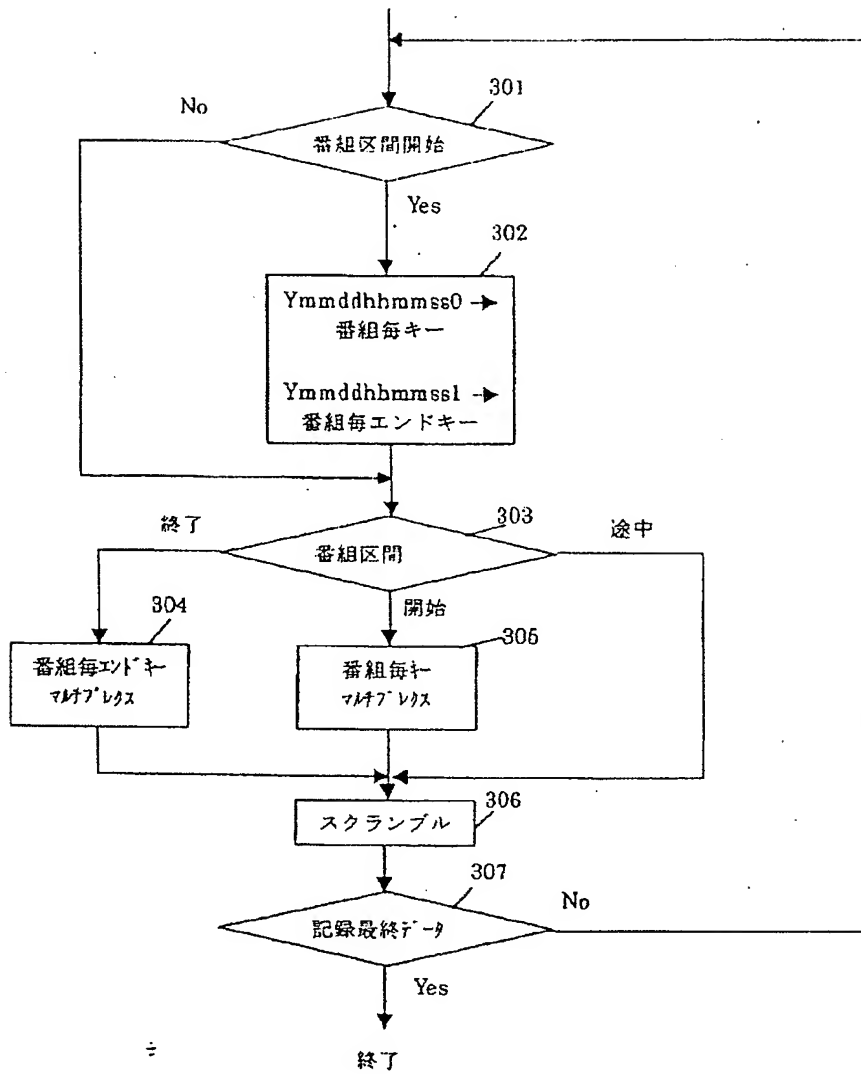 301
No
番組区間開始
Yes
302
Ymmddhhmmss0 →
番組毎キー
Ymmddhhmmss1 →
番組毎エンドキー
終了
303
途中
番組区間
開始
304
305
番組毎エンドキー
マルチプレクス
番組毎キー
マルチプレクス
306
スクランブル
307
記録最終データ
No
Yes
終了